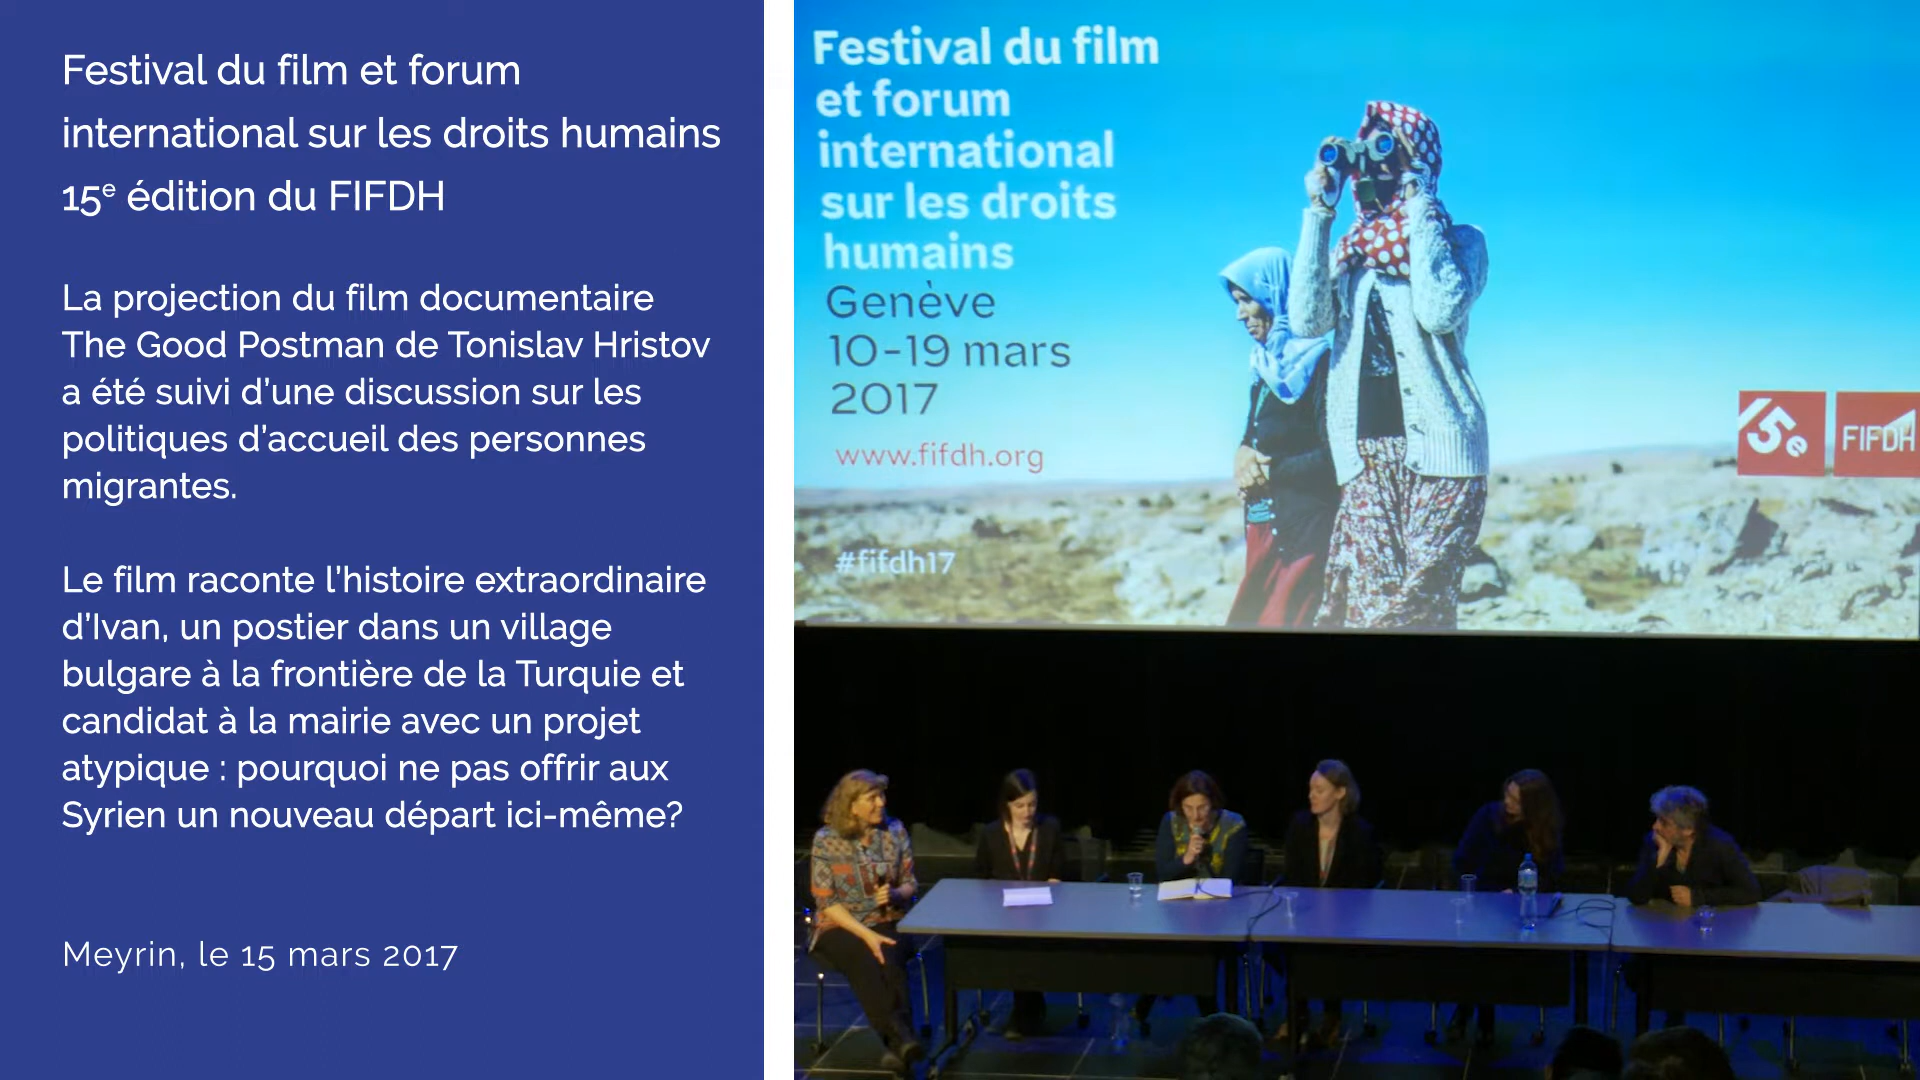 Festival du film et forum
international sur les droits humains
15e édition du FIFDH
La projection du film documentaire
The Good Postman de Tonislav Hristov
a été suivi d'une discussion sur les
politiques d'accueil des personnes
migrantes.
Le film raconte l'histoire extraordinaire
d'Ivan, un postier dans un village
bulgare à la frontière de la Turquie et
candidat à la mairie avec un projet
atypique : pourquoi ne pas offrir aux
Syrien un nouveau départ ici-même?
Meyrin, le 15 mars 2017
Festival du film
et forum
international
sur les droits
humains
Genève
10-19 mars
2017
www.fifdh.org
#fifdh17
15e
FIFDH